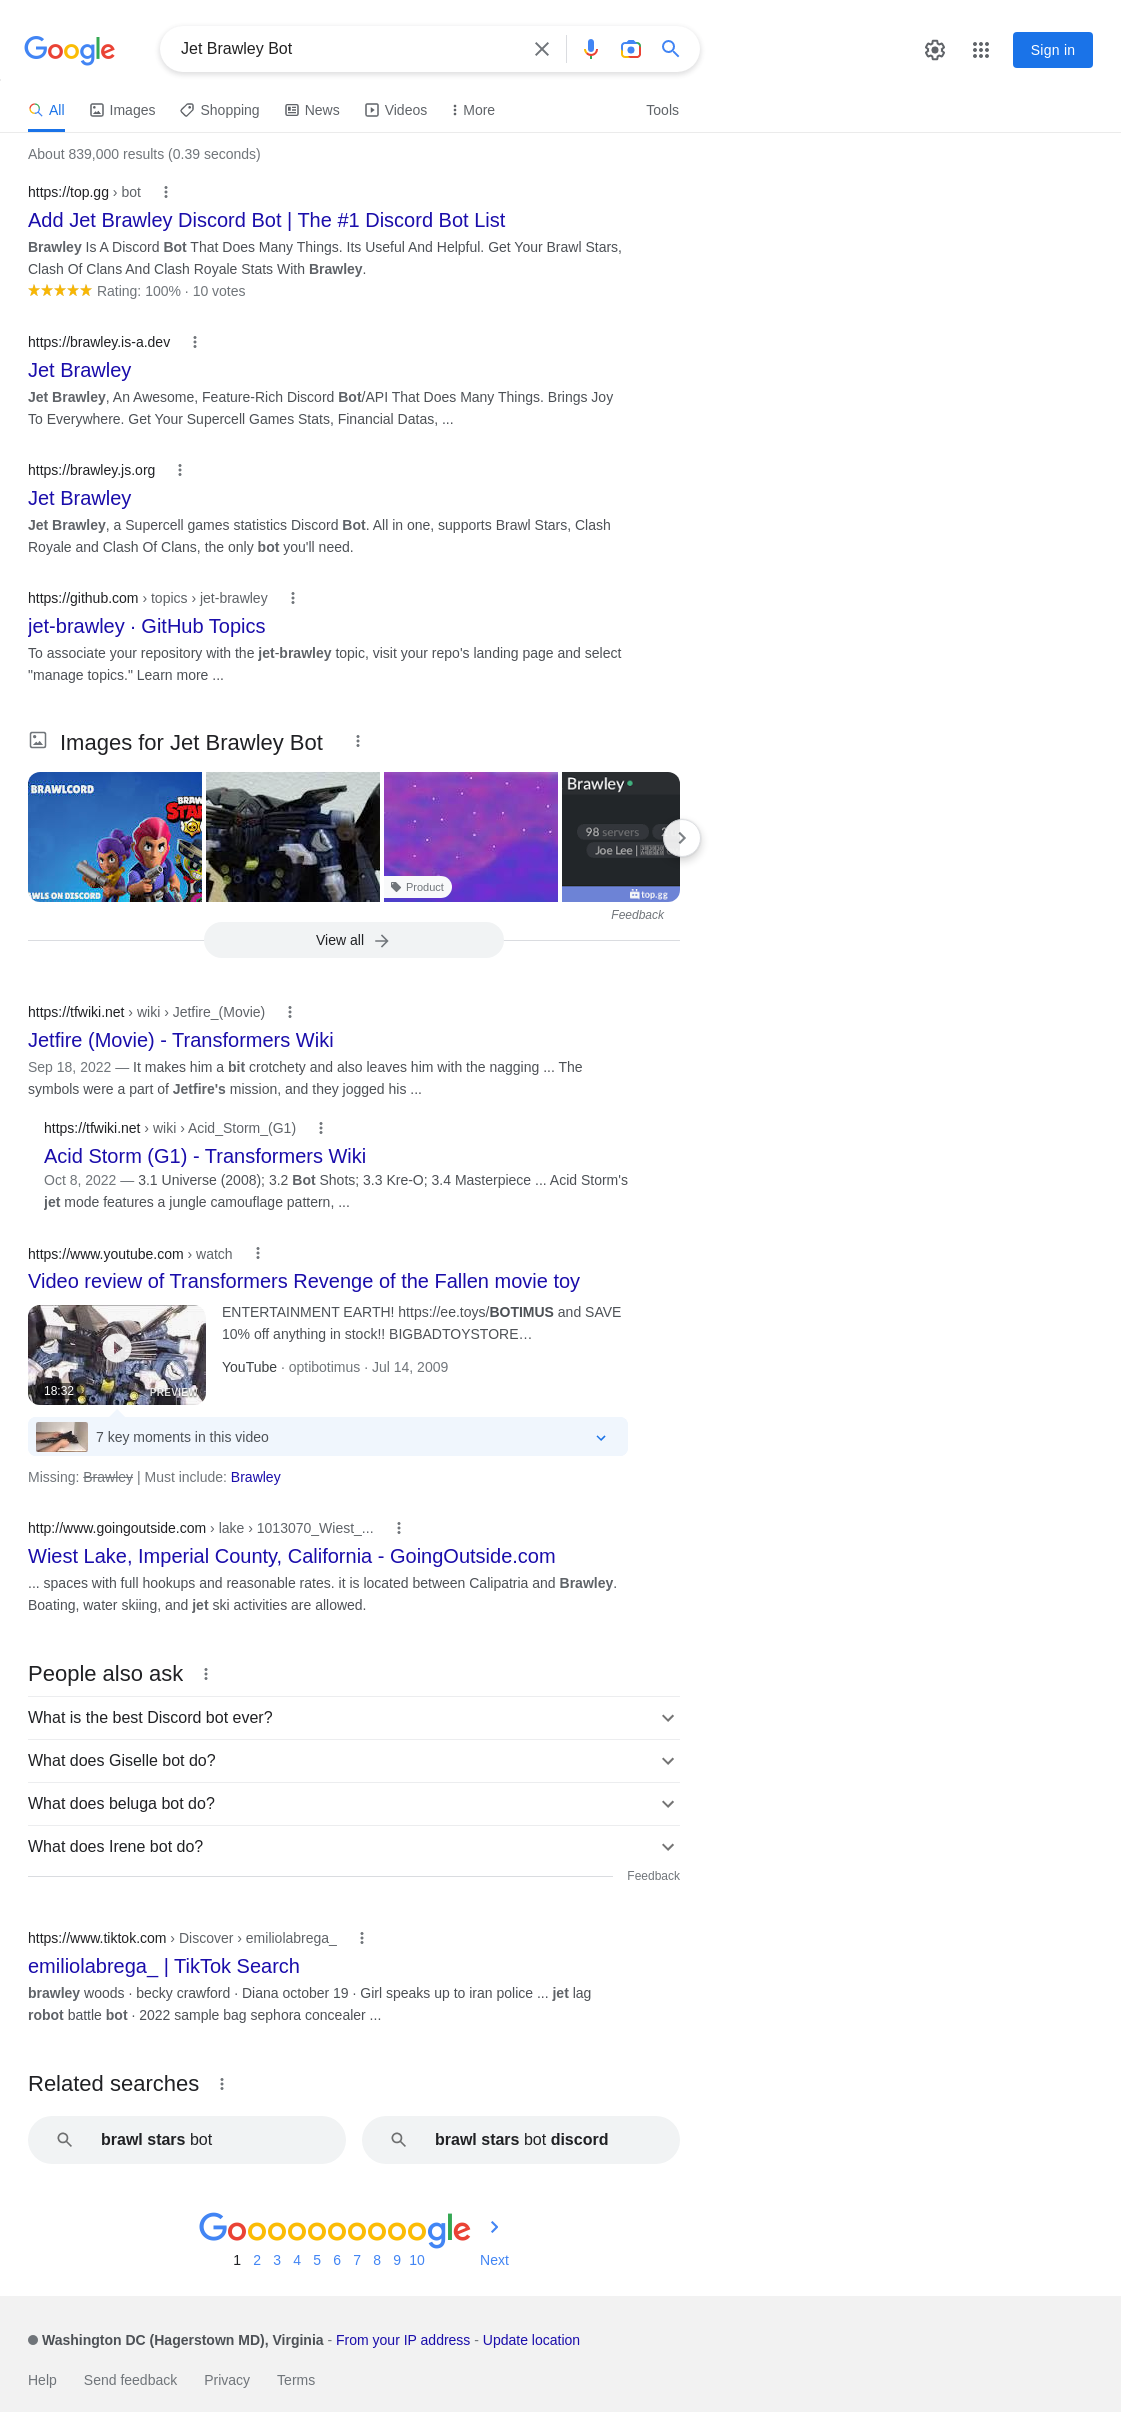 Google
Jet Brawley Bot
Sign in
All
Images
Shopping
News
Videos
More
Tools
About 839,000 results (0.39 seconds)
https://top.gg › bot
Add Jet Brawley Discord Bot | The #1 Discord Bot List
Brawley Is A Discord Bot That Does Many Things. Its Useful And Helpful. Get Your Brawl Stars,
Clash Of Clans And Clash Royale Stats With Brawley.
Rating: 100% · 10 votes
https://brawley.is-a.dev
Jet Brawley
Jet Brawley, An Awesome, Feature-Rich Discord Bot/API That Does Many Things. Brings Joy
To Everywhere. Get Your Supercell Games Stats, Financial Datas, ...
https://brawley.js.org
Jet Brawley
Jet Brawley, a Supercell games statistics Discord Bot. All in one, supports Brawl Stars, Clash
Royale and Clash Of Clans, the only bot you'll need.
https://github.com › topics › jet-brawley
jet-brawley · GitHub Topics
To associate your repository with the jet-brawley topic, visit your repo's landing page and select
"manage topics." Learn more ...
Images for Jet Brawley Bot
BRAWLCORD
BRAW
STA
AWLS ON DISCORD
Product
Brawley
98 servers
Joe Lee |
top.gg
Feedback
View all
https://tfwiki.net › wiki › Jetfire_(Movie)
Jetfire (Movie) - Transformers Wiki
Sep 18, 2022 — It makes him a bit crotchety and also leaves him with the nagging ... The
symbols were a part of Jetfire's mission, and they jogged his ...
https://tfwiki.net › wiki › Acid_Storm_(G1)
Acid Storm (G1) - Transformers Wiki
Oct 8, 2022 — 3.1 Universe (2008); 3.2 Bot Shots; 3.3 Kre-O; 3.4 Masterpiece ... Acid Storm's
jet mode features a jungle camouflage pattern, ...
https://www.youtube.com › watch
Video review of Transformers Revenge of the Fallen movie toy
ENTERTAINMENT EARTH! https://ee.toys/BOTIMUS and SAVE
10% off anything in stock!! BIGBADTOYSTORE…
YouTube · optibotimus · Jul 14, 2009
18:32
PREVIEW
7 key moments in this video
Missing: Brawley | Must include: Brawley
http://www.goingoutside.com › lake › 1013070_Wiest_...
Wiest Lake, Imperial County, California - GoingOutside.com
... spaces with full hookups and reasonable rates. it is located between Calipatria and Brawley.
Boating, water skiing, and jet ski activities are allowed.
People also ask
What is the best Discord bot ever?
What does Giselle bot do?
What does beluga bot do?
What does Irene bot do?
Feedback
https://www.tiktok.com › Discover › emiliolabrega_
emiliolabrega_ | TikTok Search
brawley woods · becky crawford · Diana october 19 · Girl speaks up to iran police ... jet lag
robot battle bot · 2022 sample bag sephora concealer ...
Related searches
brawl stars bot
brawl stars bot discord
Goooooooooogle
1 2 3 4 5 6 7 8 9 10 Next
Washington DC (Hagerstown MD), Virginia - From your IP address - Update location
Help Send feedback Privacy Terms